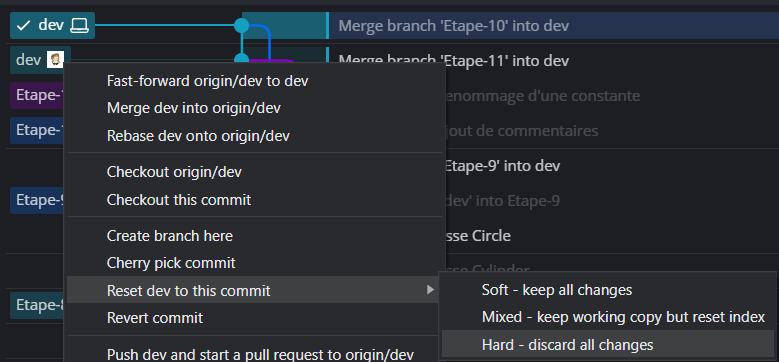 dev
Merge branch 'Etape-10' into dev
dev
Merge branch 'Etape-11' into dev
Etape-1
enommage d'une constante
Etape-1
jout de commentaires
Etape-9' into dev
Etape-9
dev' into Etape-9
sse Circle
sse Cylinder
Etape-8
Fast-forward origin/dev to dev
Merge dev into origin/dev
Rebase dev onto origin/dev
Checkout origin/dev
Checkout this commit
Create branch here
Cherry pick commit
Reset dev to this commit
Revert commit
Push dev and start a pull request to origin/dev
Soft - keep all changes
Mixed - keep working copy but reset index
Hard - discard all changes